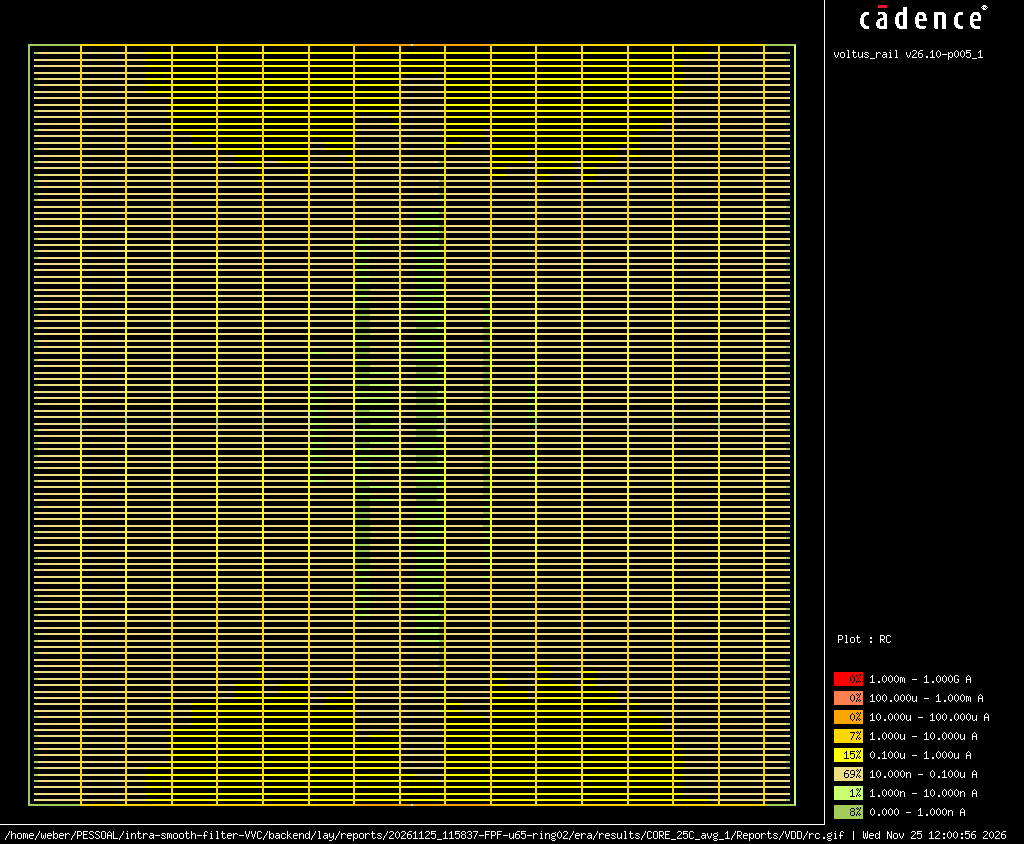 cādence®
voltus_rail v26.10-p005_1
Plot : RC
0% 1.000m - 1.000G A
0% 100.000u - 1.000m A
0% 10.000u - 100.000u A
7% 1.000u - 10.000u A
15% 0.100u - 1.000u A
69% 10.000n - 0.100u A
1% 1.000n - 10.000n A
8% 0.000 - 1.000n A
/home/weber/PESSOAL/intra-smooth-filter-VVC/backend/lay/reports/20261125_115837-FPF-u65-ring02/era/results/CORE_25C_avg_1/Reports/VDD/rc.gif | Wed Nov 25 12:00:56 2026